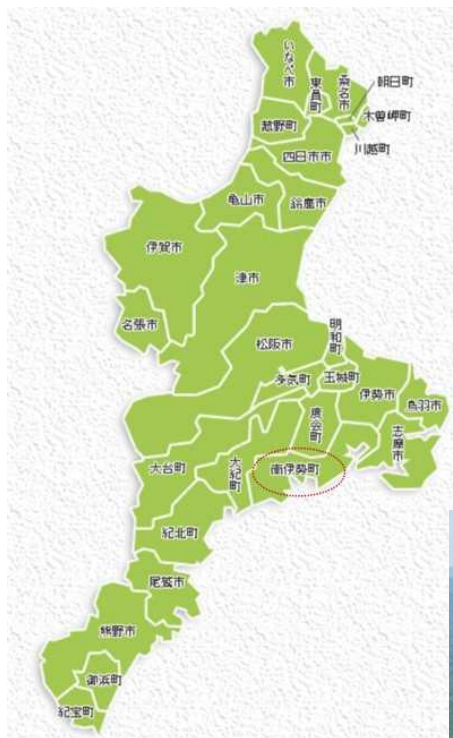 いなべ市
東員町
桑名市
朝日町
木曽岬町
川越町
菰野町
四日市市
亀山市
鈴鹿市
伊賀市
津市
名張市
松阪市
明和町
多気町
玉城町
伊勢市
鳥羽市
度会町
志摩市
大台町
大紀町
南伊勢町
紀北町
尾鷲市
熊野市
御浜町
紀宝町